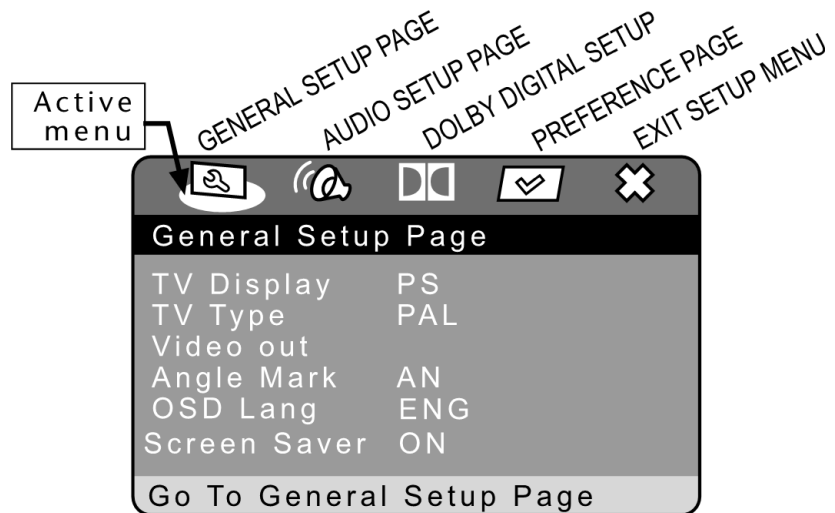 GENERAL SETUP PAGE
AUDIO SETUP PAGE
DOLBY DIGITAL SETUP
PREFERENCE PAGE
EXIT SETUP MENU
Active
menu
General Setup Page
TV Display PS
TV Type PAL
Video out
Angle Mark AN
OSD Lang ENG
Screen Saver ON
Go To General Setup Page